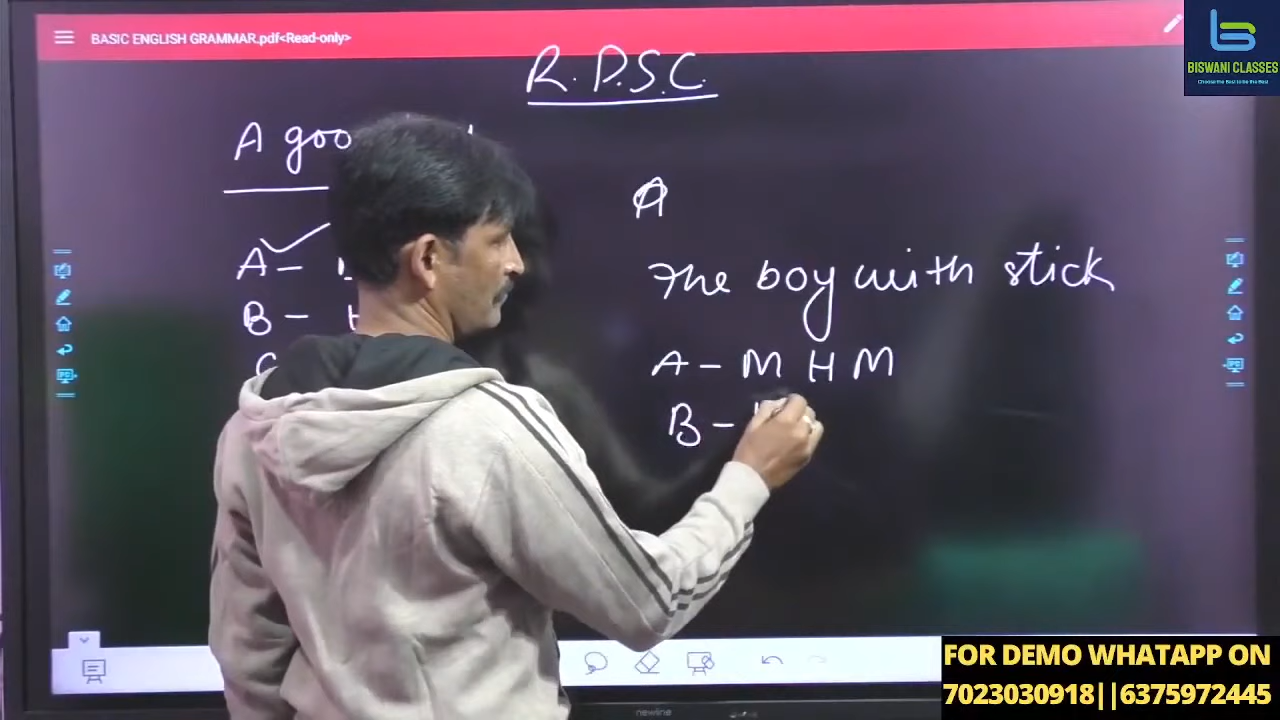 BASIC ENGLISH GRAMMAR.pdf<Read-only>
BISWANI CLASSES
R.P.S.C.
A goo
A
The boy with stick
A –
B –
A – M H M
B –
FOR DEMO WHATAPP ON
7023030918||6375972445
newline